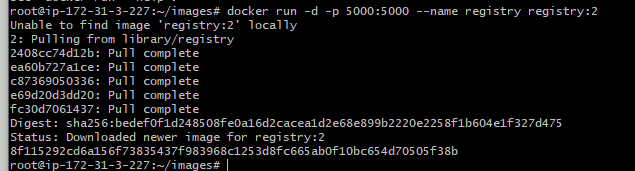 root@ip-172-31-3-227:~/images# docker run -d -p 5000:5000 --name registry registry:2
Unable to find image 'registry:2' locally
2: Pulling from library/registry
2408cc74d12b: Pull complete
ea60b727a1ce: Pull complete
c87369050336: Pull complete
e69d20d3dd20: Pull complete
fc30d7061437: Pull complete
Digest: sha256:bedef0f1d248508fe0a16d2cacea1d2e68e899b2220e2258f1b604e1f327d475
Status: Downloaded newer image for registry:2
8f115292cd6a156f73835437f983968c1253d8fc665ab0f10bc654d70505f38b
root@ip-172-31-3-227:~/images#